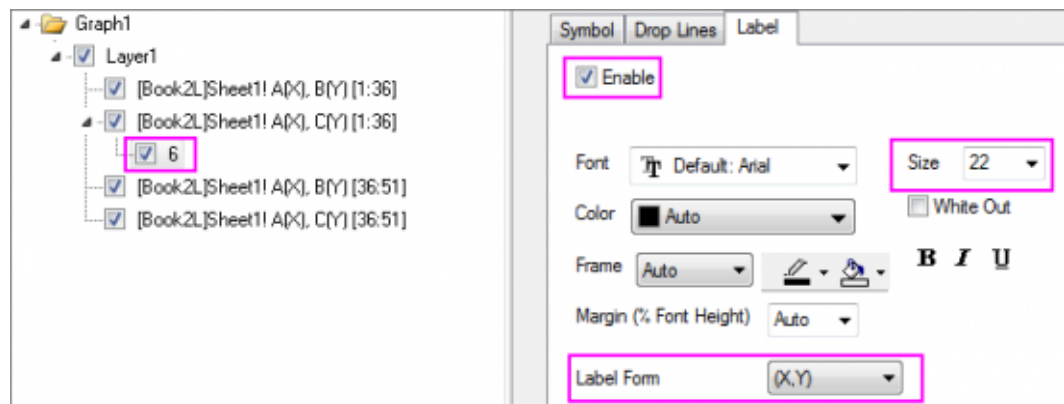 Graph1
Layer1
[Book2L]Sheet1! A(X), B(Y) [1:36]
[Book2L]Sheet1! A(X), C(Y) [1:36]
6
[Book2L]Sheet1! A(X), B(Y) [36:51]
[Book2L]Sheet1! A(X), C(Y) [36:51]
Symbol Drop Lines Label
Enable
Font Default: Arial Size 22
Color Auto White Out
Frame Auto B I U
Margin (% Font Height) Auto
Label Form (X,Y)